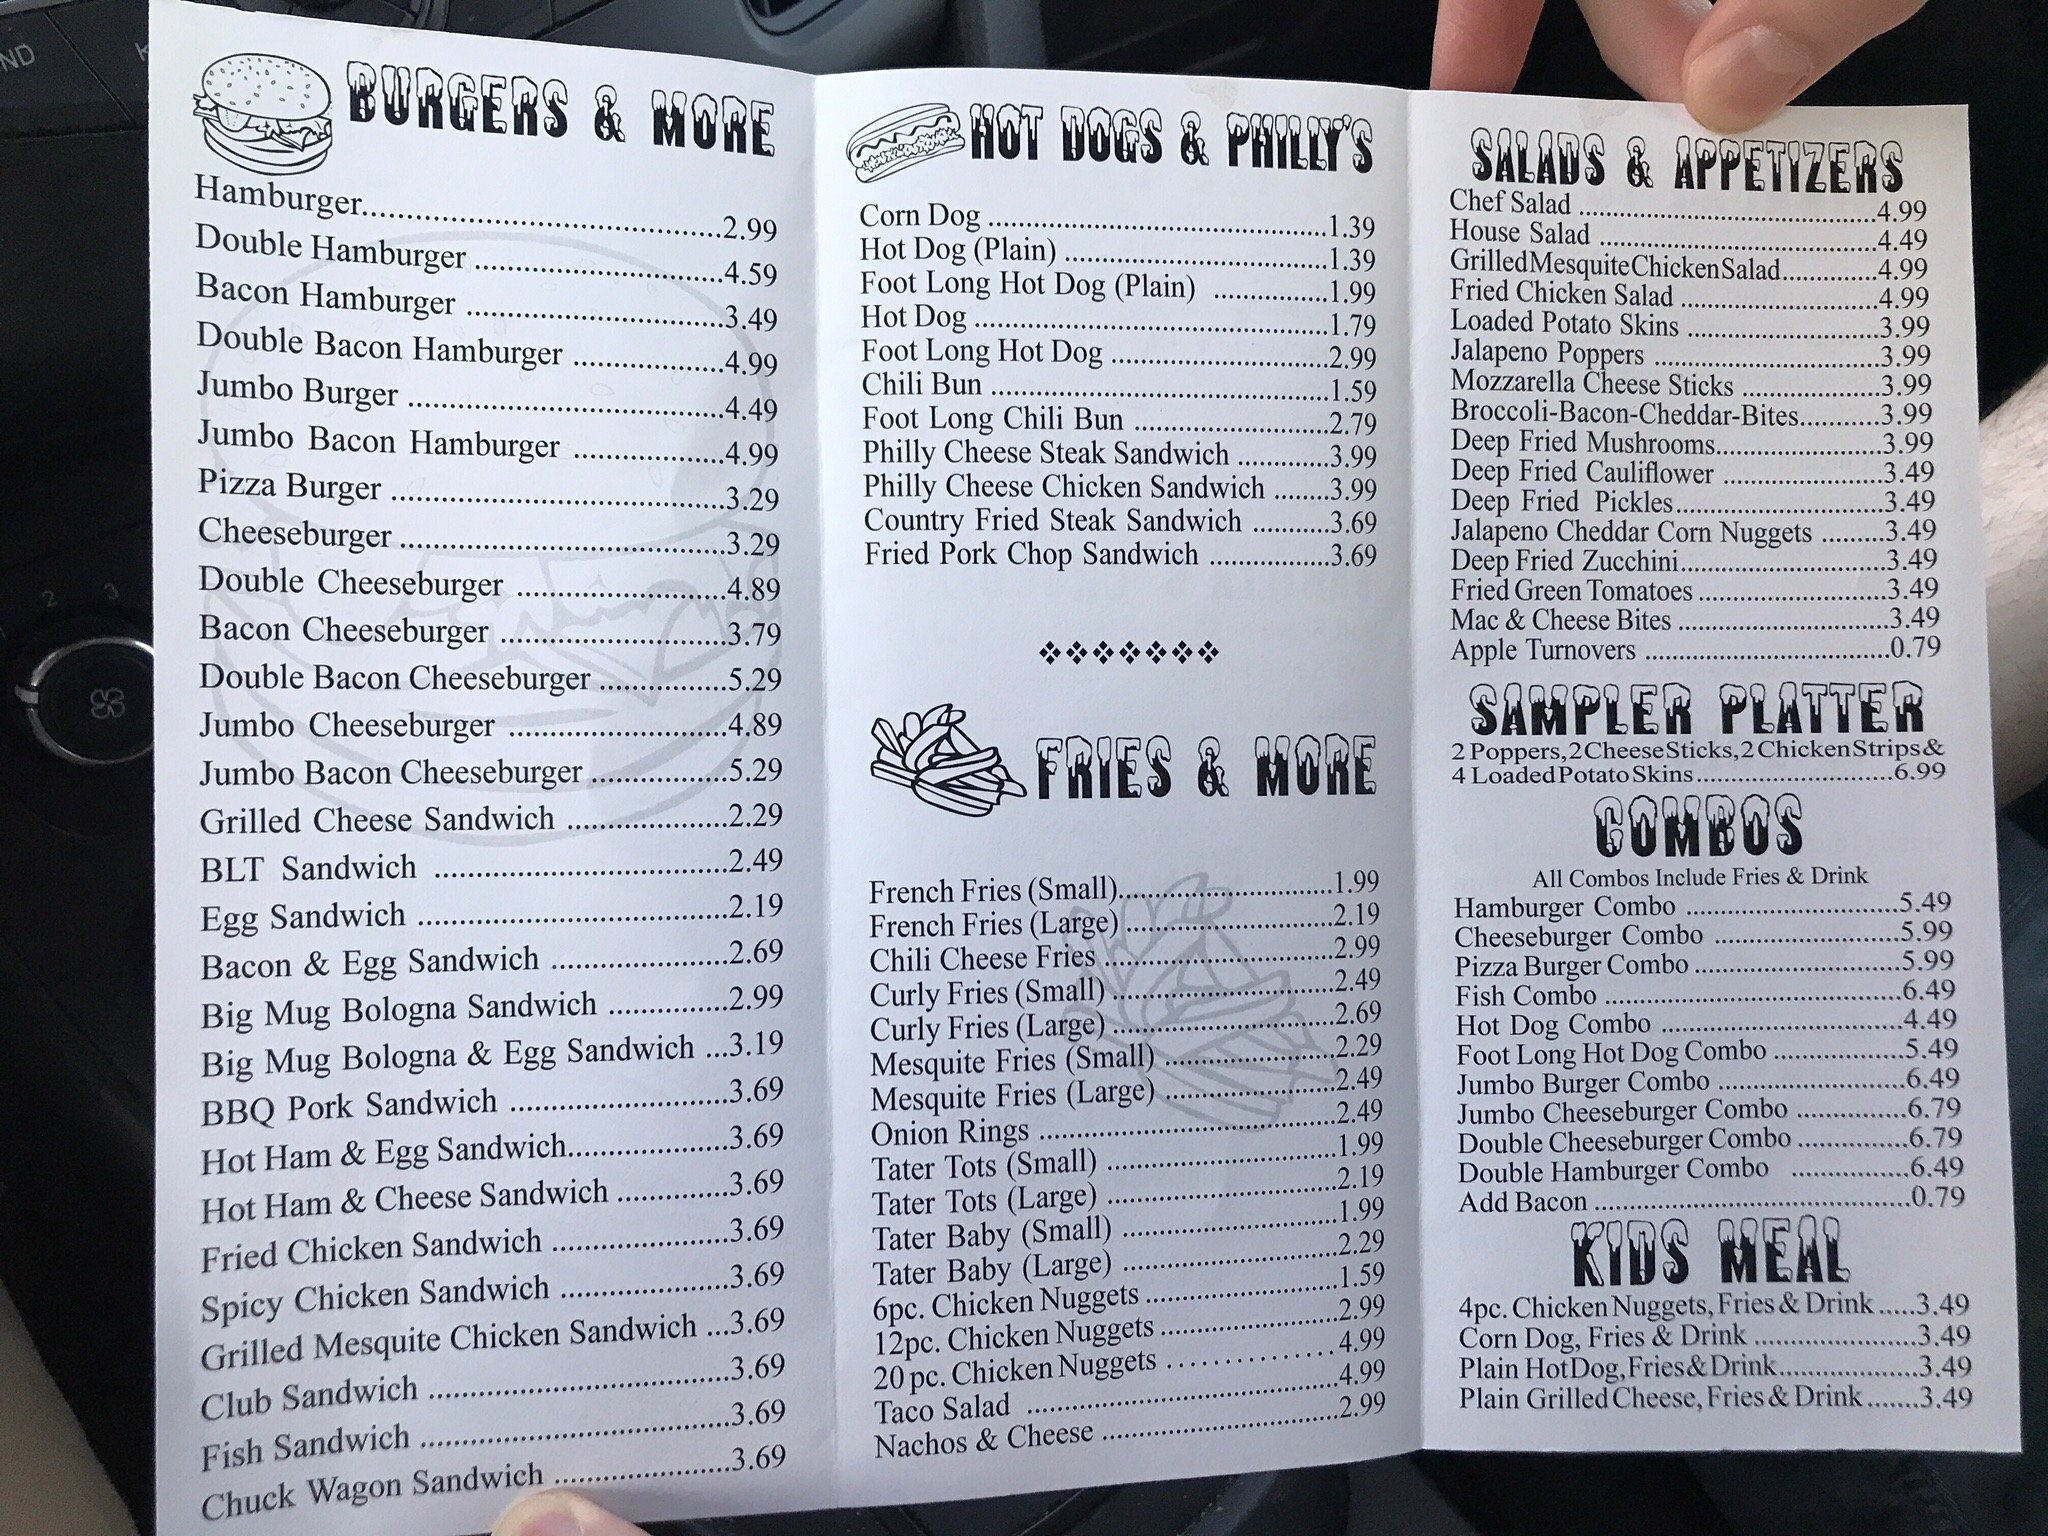 ND
K
2 3
BURGERS & MORE
Hamburger.......2.99
Double Hamburger .......4.59
Bacon Hamburger .......3.49
Double Bacon Hamburger .......4.99
Jumbo Burger .......4.49
Jumbo Bacon Hamburger .......4.99
Pizza Burger .......3.29
Cheeseburger .......3.29
Double Cheeseburger .......4.89
Bacon Cheeseburger .......3.79
Double Bacon Cheeseburger .......5.29
Jumbo Cheeseburger .......4.89
Jumbo Bacon Cheeseburger .......5.29
Grilled Cheese Sandwich .......2.29
BLT Sandwich .......2.49
Egg Sandwich .......2.19
Bacon & Egg Sandwich .......2.69
Big Mug Bologna Sandwich .......2.99
Big Mug Bologna & Egg Sandwich ...3.19
BBQ Pork Sandwich .......3.69
Hot Ham & Egg Sandwich.......3.69
Hot Ham & Cheese Sandwich .......3.69
Fried Chicken Sandwich .......3.69
Spicy Chicken Sandwich .......3.69
Grilled Mesquite Chicken Sandwich ...3.69
Club Sandwich .......3.69
Fish Sandwich .......3.69
Chuck Wagon Sandwich .......3.69
HOT DOGS & PHILLY'S
Corn Dog .......1.39
Hot Dog (Plain) .......1.39
Foot Long Hot Dog (Plain) .......1.99
Hot Dog .......1.79
Foot Long Hot Dog .......2.99
Chili Bun .......1.59
Foot Long Chili Bun .......2.79
Philly Cheese Steak Sandwich .......3.99
Philly Cheese Chicken Sandwich .......3.99
Country Fried Steak Sandwich .......3.69
Fried Pork Chop Sandwich .......3.69
FRIES & MORE
French Fries (Small).......1.99
French Fries (Large).......2.19
Chili Cheese Fries .......2.99
Curly Fries (Small) .......2.49
Curly Fries (Large) .......2.69
Mesquite Fries (Small) .......2.29
Mesquite Fries (Large) .......2.49
Onion Rings .......2.49
Tater Tots (Small) .......1.99
Tater Tots (Large) .......2.19
Tater Baby (Small) .......1.99
Tater Baby (Large) .......2.29
6pc. Chicken Nuggets .......1.59
12pc. Chicken Nuggets .......2.99
20 pc. Chicken Nuggets .......4.99
Taco Salad .......4.99
Nachos & Cheese .......2.99
SALADS & APPETIZERS
Chef Salad .......4.99
House Salad .......4.49
Grilled Mesquite Chicken Salad.......4.99
Fried Chicken Salad .......4.99
Loaded Potato Skins .......3.99
Jalapeno Poppers .......3.99
Mozzarella Cheese Sticks .......3.99
Broccoli-Bacon-Cheddar-Bites.......3.99
Deep Fried Mushrooms.......3.99
Deep Fried Cauliflower .......3.49
Deep Fried Pickles.......3.49
Jalapeno Cheddar Corn Nuggets .......3.49
Deep Fried Zucchini.......3.49
Fried Green Tomatoes .......3.49
Mac & Cheese Bites .......3.49
Apple Turnovers .......0.79
SAMPLER PLATTER
2 Poppers, 2 Cheese Sticks, 2 Chicken Strips &
4 Loaded Potato Skins.......6.99
COMBOS
All Combos Include Fries & Drink
Hamburger Combo .......5.49
Cheeseburger Combo .......5.99
Pizza Burger Combo .......5.99
Fish Combo .......6.49
Hot Dog Combo .......4.49
Foot Long Hot Dog Combo .......5.49
Jumbo Burger Combo .......6.49
Jumbo Cheeseburger Combo .......6.79
Double Cheeseburger Combo .......6.79
Double Hamburger Combo .......6.49
Add Bacon .......0.79
KIDS MEAL
4pc. Chicken Nuggets, Fries & Drink .....3.49
Corn Dog, Fries & Drink .......3.49
Plain Hot Dog, Fries & Drink.......3.49
Plain Grilled Cheese, Fries & Drink.......3.49